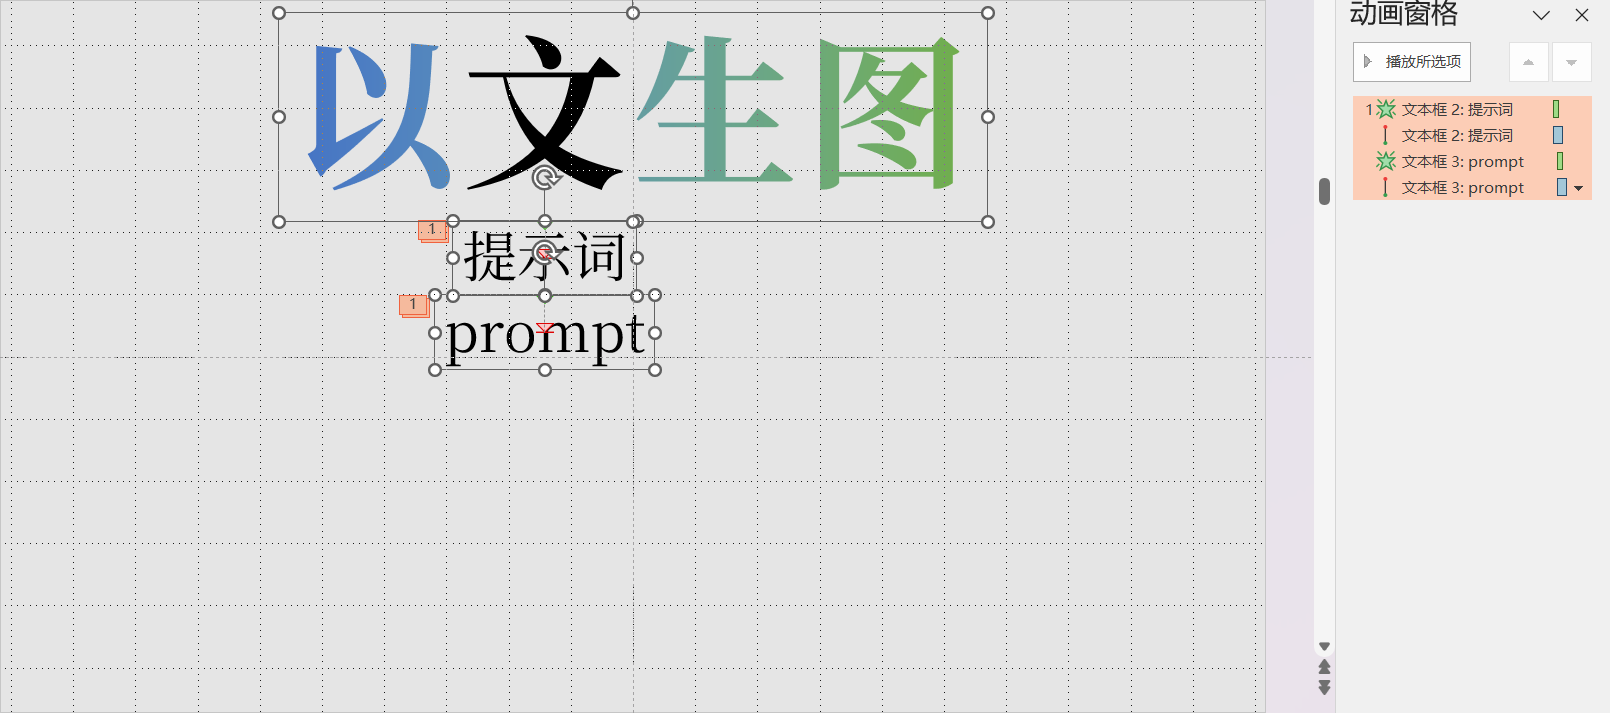 以文生图
1
提示词
1
prompt
动画窗格
播放所选项
1 文本框 2: 提示词
文本框 2: 提示词
文本框 3: prompt
文本框 3: prompt